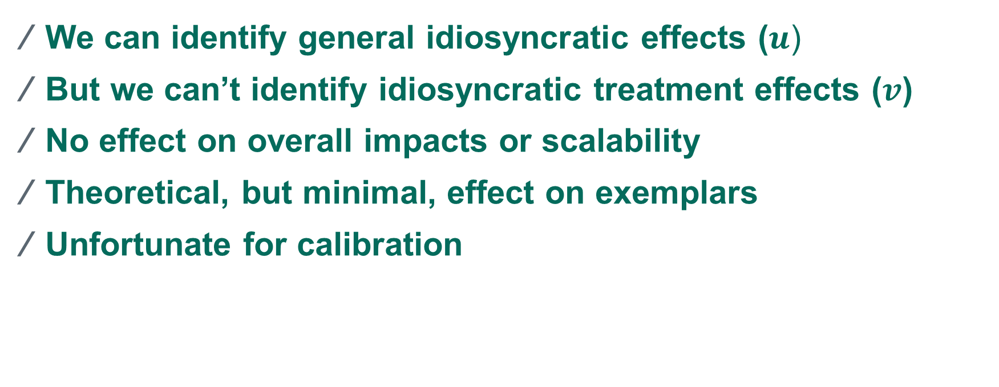 / We can identify general idiosyncratic effects (𝒖)
/ But we can’t identify idiosyncratic treatment effects (𝒗)
/ No effect on overall impacts or scalability
/ Theoretical, but minimal, effect on exemplars
/ Unfortunate for calibration